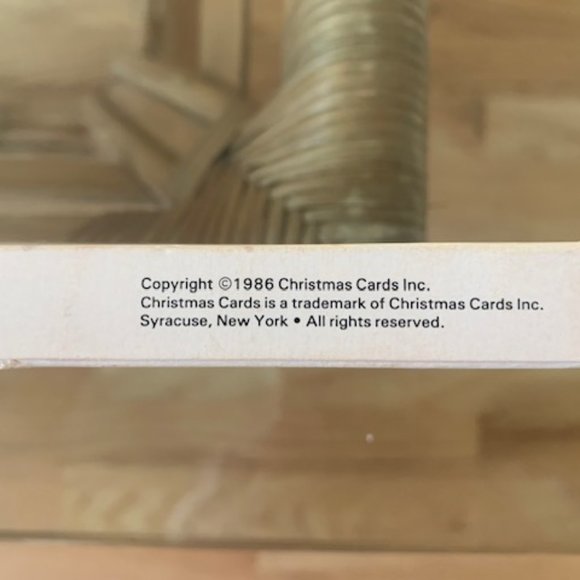 Copyright ©1986 Christmas Cards Inc.
Christmas Cards is a trademark of Christmas Cards Inc.
Syracuse, New York • All rights reserved.